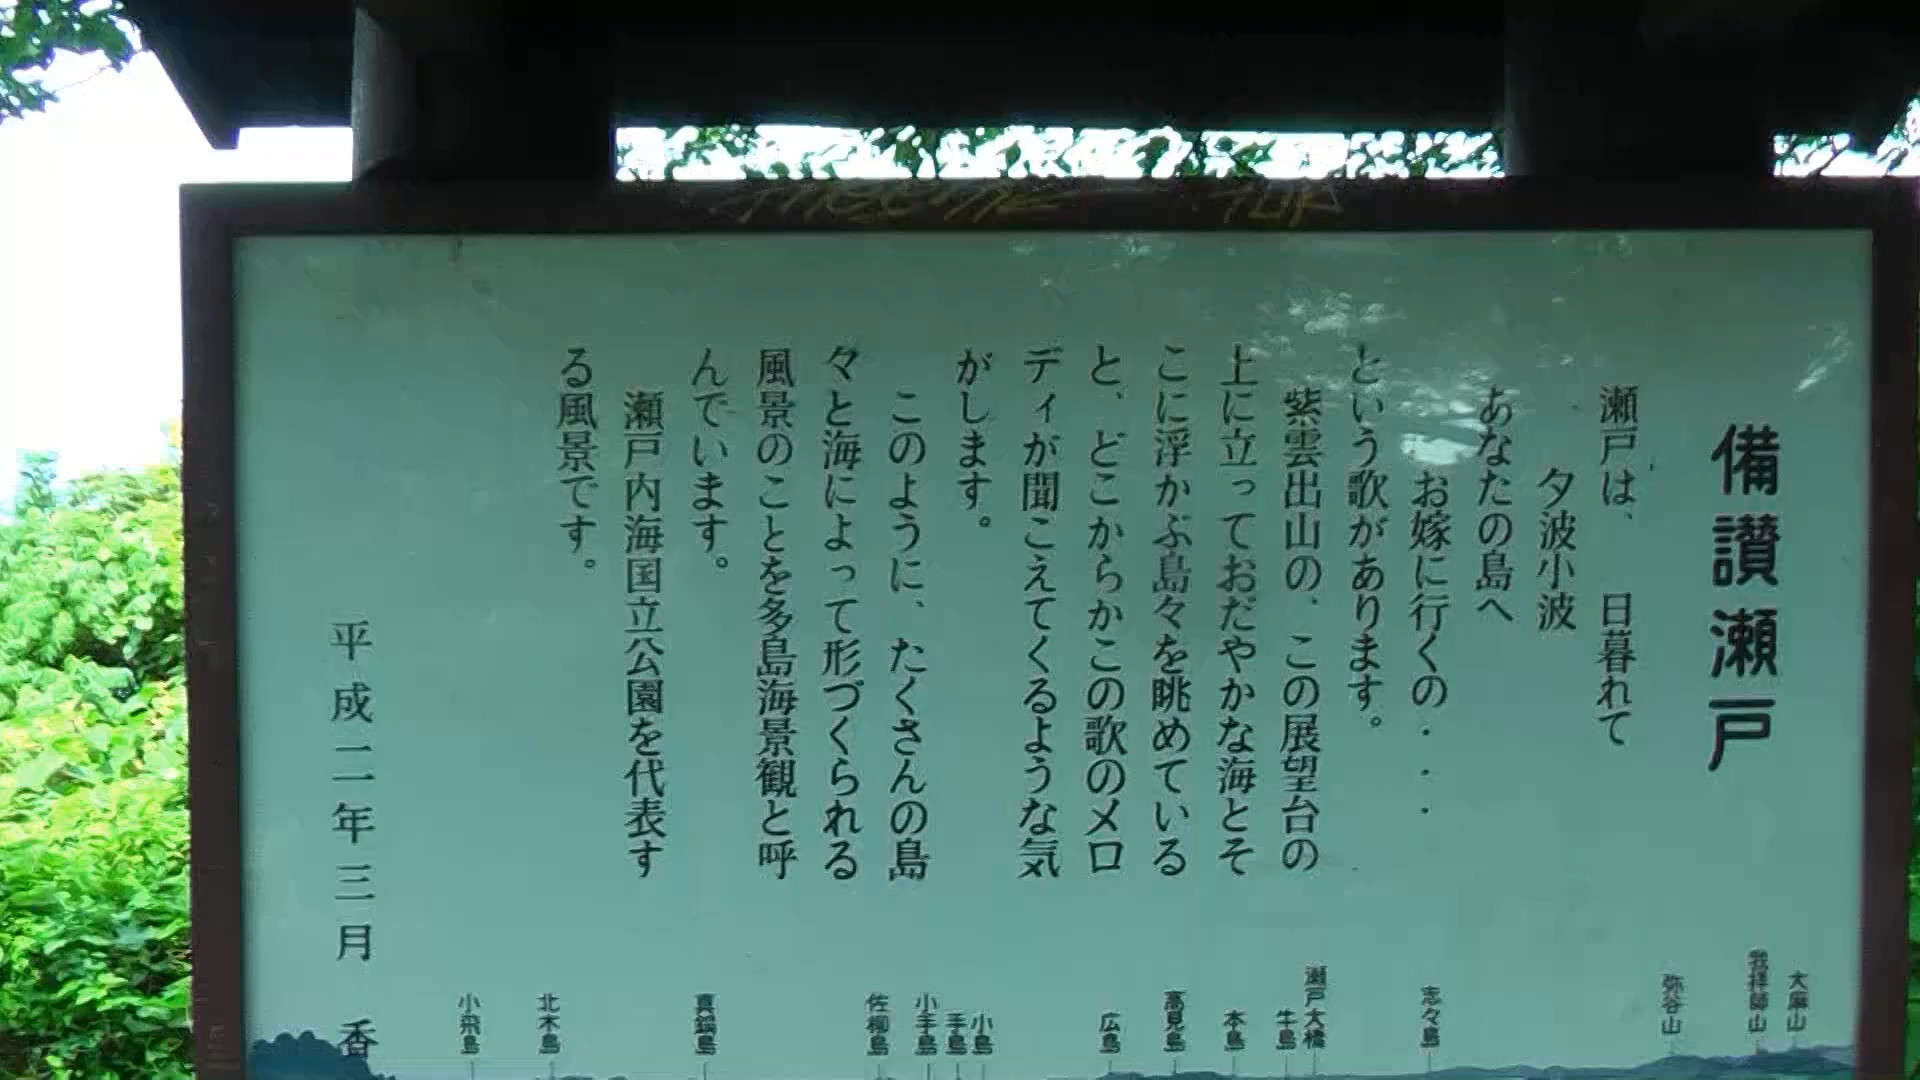 備讃瀬戸
瀬戸は、 日暮れて
夕波小波
あなたの島へ
お嫁に行くの・・・
という歌があります。
紫雲出山の、この展望台の
上に立っておだやかな海とそ
こに浮かぶ島々を眺めている
と、どこからかこの歌のメロ
ディが聞こえてくるような気
がします。
このように、たくさんの島
々と海によって形づくられる
風景のことを多島海景観と呼
んでいます。
瀬戸内海国立公園を代表す
る風景です。
平成二年三月 香
大麻山
我拝師山
弥谷山
志々島
瀬戸大橋
牛島
本島
高見島
広島
小島
手島
小手島
佐柳島
真鍋島
北木島
小飛島